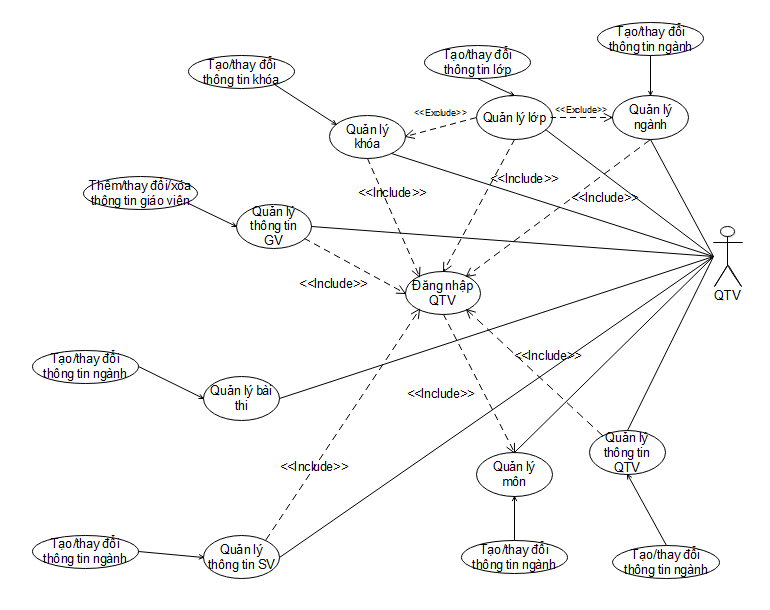 Tạo/thay đổi
thông tin ngành
Tạo/thay đổi
thông tin lớp
Tạo/thay đổi
thông tin khóa
<<Exclude>>
<<Exclude>>
Quản lý
khóa
Quản lý lớp
Quản lý
ngành
<<Include>>
<<Include>>
<<Include>>
Thêm/thay đổi/xóa
thông tin giáo viên
Quản lý
thông tin
GV
<<Include>>
Đăng nhập
QTV
QTV
Tạo/thay đổi
thông tin ngành
Quản lý bài
thi
<<Include>>
<<Include>>
<<Include>>
Quản lý
môn
Quản lý
thông tin
QTV
Tạo/thay đổi
thông tin ngành
Quản lý
thông tin SV
Tạo/thay đổi
thông tin ngành
Tạo/thay đổi
thông tin ngành